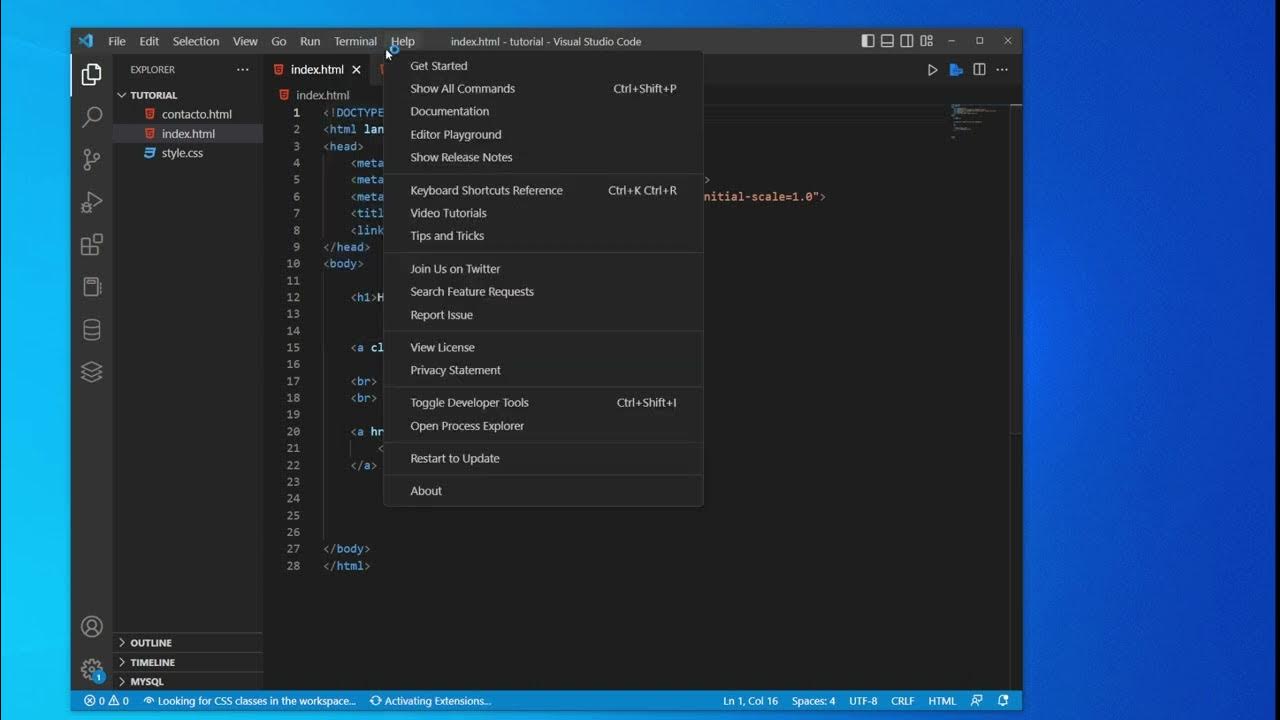 File Edit Selection View Go Run Terminal Help index.html - tutorial - Visual Studio Code
EXPLORER
TUTORIAL
contacto.html
index.html
style.css
OUTLINE
TIMELINE
MYSQL
index.html
index.html
1 <!DOCTYPE
2 <html lan
3 <head>
4 <meta
5 <meta >
6 <meta nitial-scale=1.0">
7 <titl
8 <link
9 </head>
10 <body>
11
12 <h1>H
13
14
15 <a cl
16
17 <br>
18 <br>
19
20 <a hr
21 <
22 </a>
23
24
25
26
27 </body>
28 </html>
Get Started
Show All Commands Ctrl+Shift+P
Documentation
Editor Playground
Show Release Notes
Keyboard Shortcuts Reference Ctrl+K Ctrl+R
Video Tutorials
Tips and Tricks
Join Us on Twitter
Search Feature Requests
Report Issue
View License
Privacy Statement
Toggle Developer Tools Ctrl+Shift+I
Open Process Explorer
Restart to Update
About
1
0 0 Looking for CSS classes in the workspace... Activating Extensions... Ln 1, Col 16 Spaces: 4 UTF-8 CRLF HTML